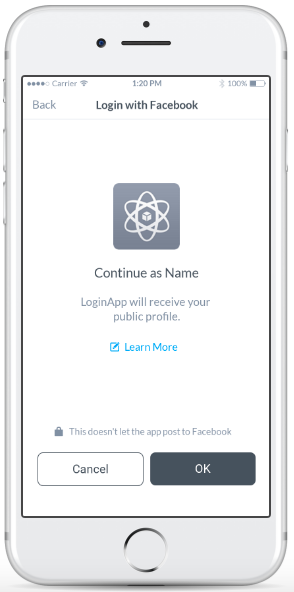 Carrier 1:20 PM 100%
Back Login with Facebook
Continue as Name
LoginApp will receive your
public profile.
Learn More
This doesn't let the app post to Facebook
Cancel OK